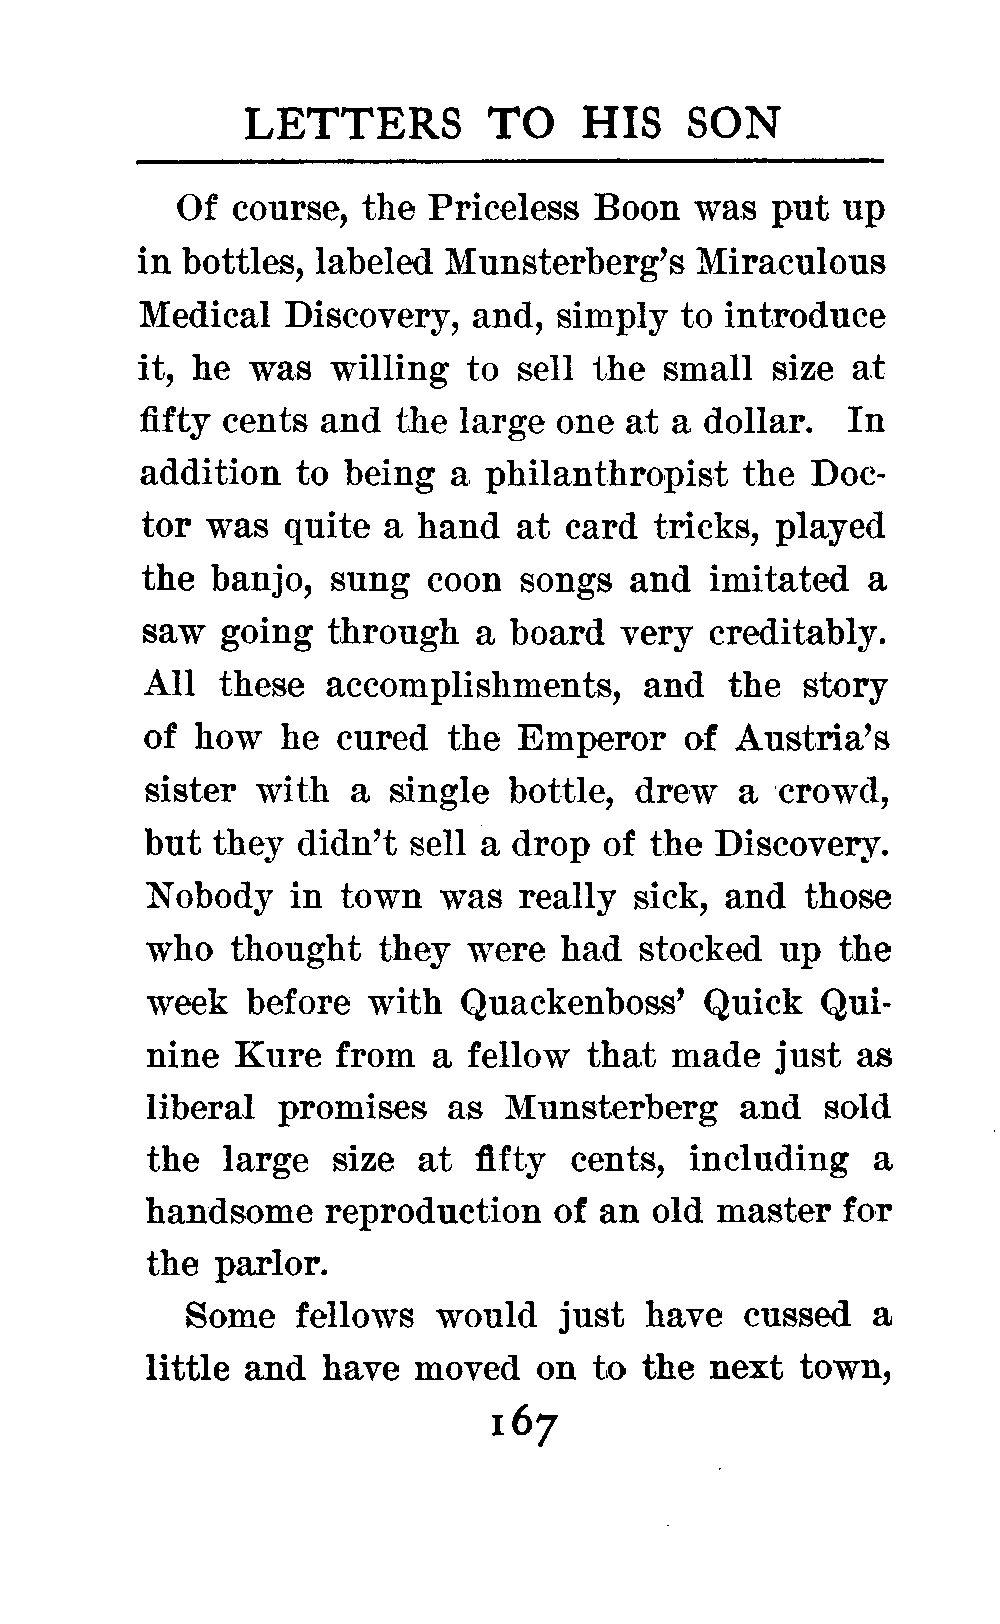 LETTERS TO HIS SON
Of course, the Priceless Boon was put up
in bottles, labeled Munsterberg's Miraculous
Medical Discovery, and, simply to introduce
it, he was willing to sell the small size at
fifty cents and the large one at a dollar. In
addition to being a philanthropist the Doc-
tor was quite a hand at card tricks, played
the banjo, sung coon songs and imitated a
saw going through a board very creditably.
All these accomplishments, and the story
of how he cured the Emperor of Austria's
sister with a single bottle, drew a crowd,
but they didn't sell a drop of the Discovery.
Nobody in town was really sick, and those
who thought they were had stocked up the
week before with Quackenboss' Quick Qui-
nine Kure from a fellow that made just as
liberal promises as Munsterberg and sold
the large size at fifty cents, including a
handsome reproduction of an old master for
the parlor.
Some fellows would just have cussed a
little and have moved on to the next town,
167